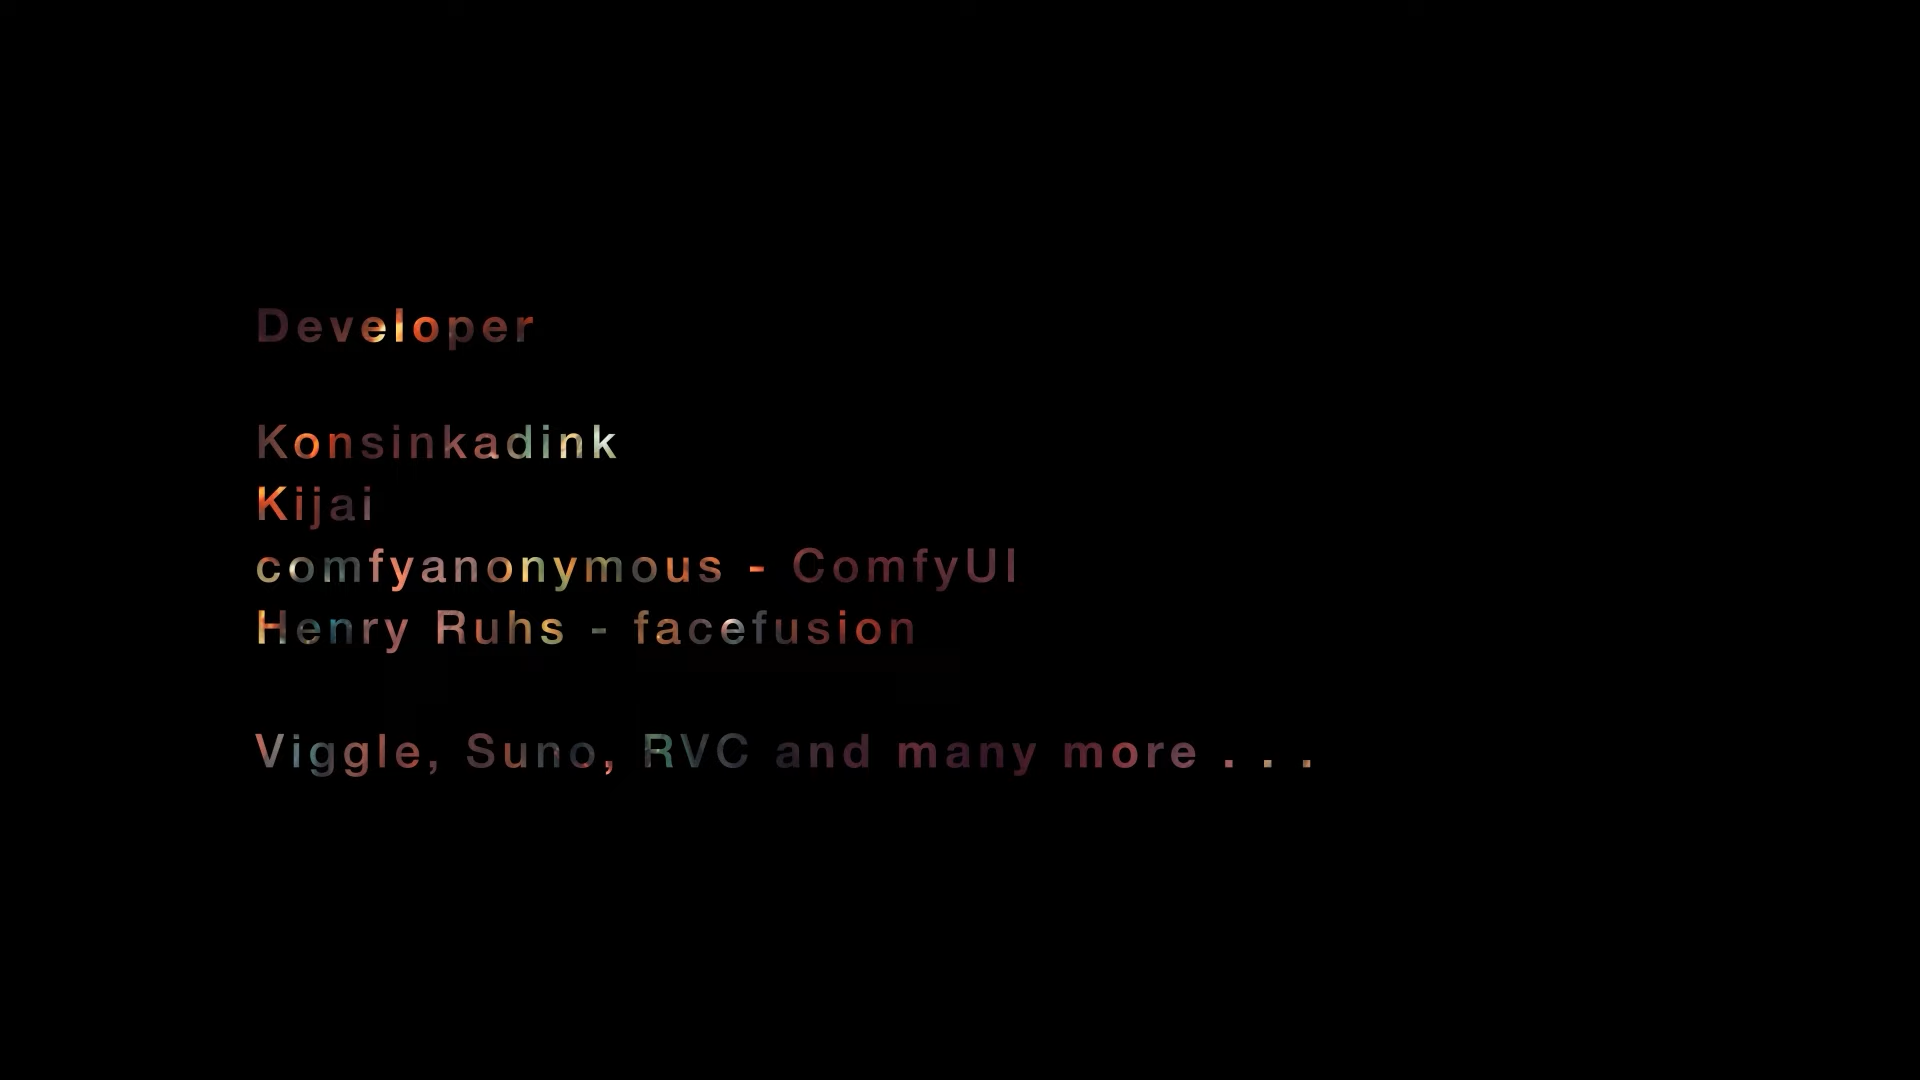 Developer
Konsinkadink
Kijai
comfyanonymous - ComfyUI
Henry Ruhs - facefusion
Viggle, Suno, RVC and many more . . .